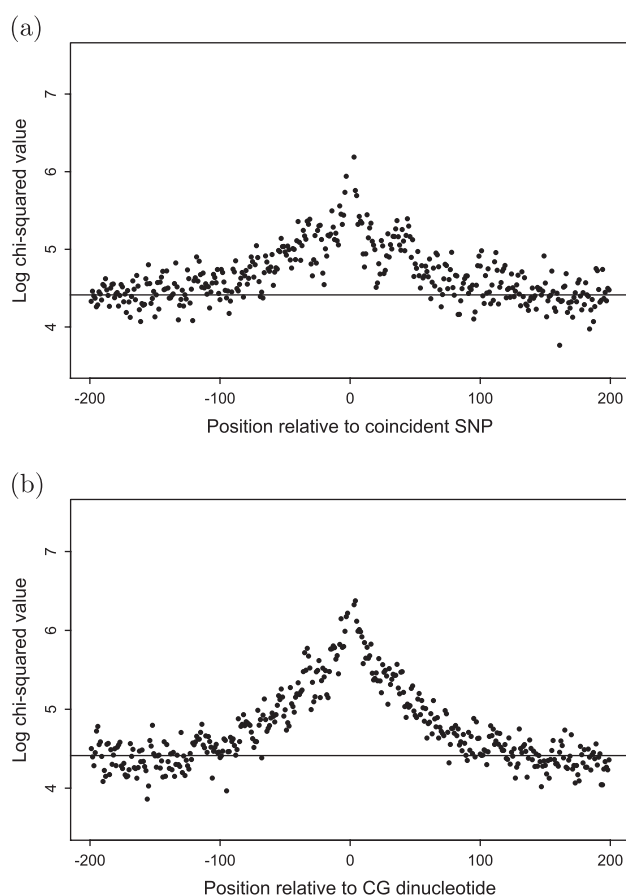 (a)
Log chi-squared value
7
6
5
4
-200 -100 0 100 200
Position relative to coincident SNP
(b)
Log chi-squared value
7
6
5
4
-200 -100 0 100 200
Position relative to CG dinucleotide